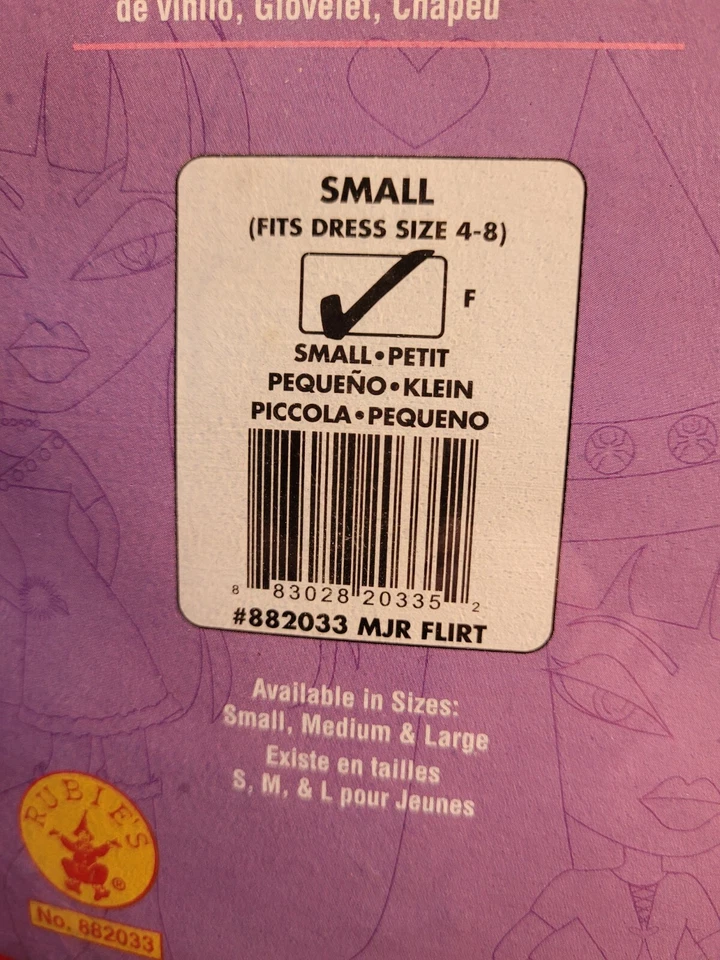 de Vinilo, Glovelet, Chapeu
SMALL
(FITS DRESS SIZE 4-8)
F
SMALL•PETIT
PEQUEÑO•KLEIN
PICCOLA•PEQUENO
8 83028 20335 2
#882033 MJR FLIRT
Available in Sizes:
Small, Medium & Large
Existe en tailles
S, M, & L pour Jeunes
RUBIE'S
®
No. 882033